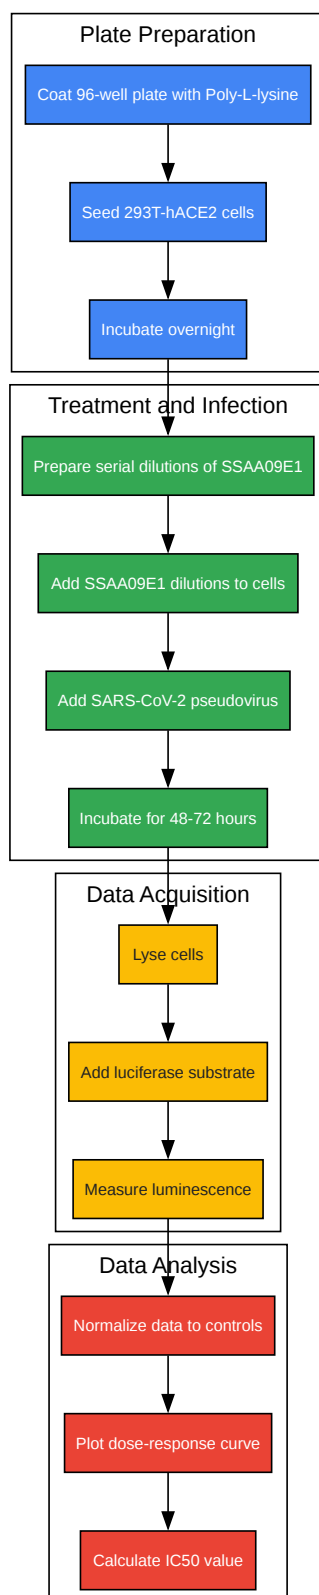 Plate Preparation
Coat 96-well plate with Poly-L-lysine
Seed 293T-hACE2 cells
Incubate overnight
Treatment and Infection
Prepare serial dilutions of SSAA09E1
Add SSAA09E1 dilutions to cells
Add SARS-CoV-2 pseudovirus
Incubate for 48-72 hours
Data Acquisition
Lyse cells
Add luciferase substrate
Measure luminescence
Data Analysis
Normalize data to controls
Plot dose-response curve
Calculate IC50 value